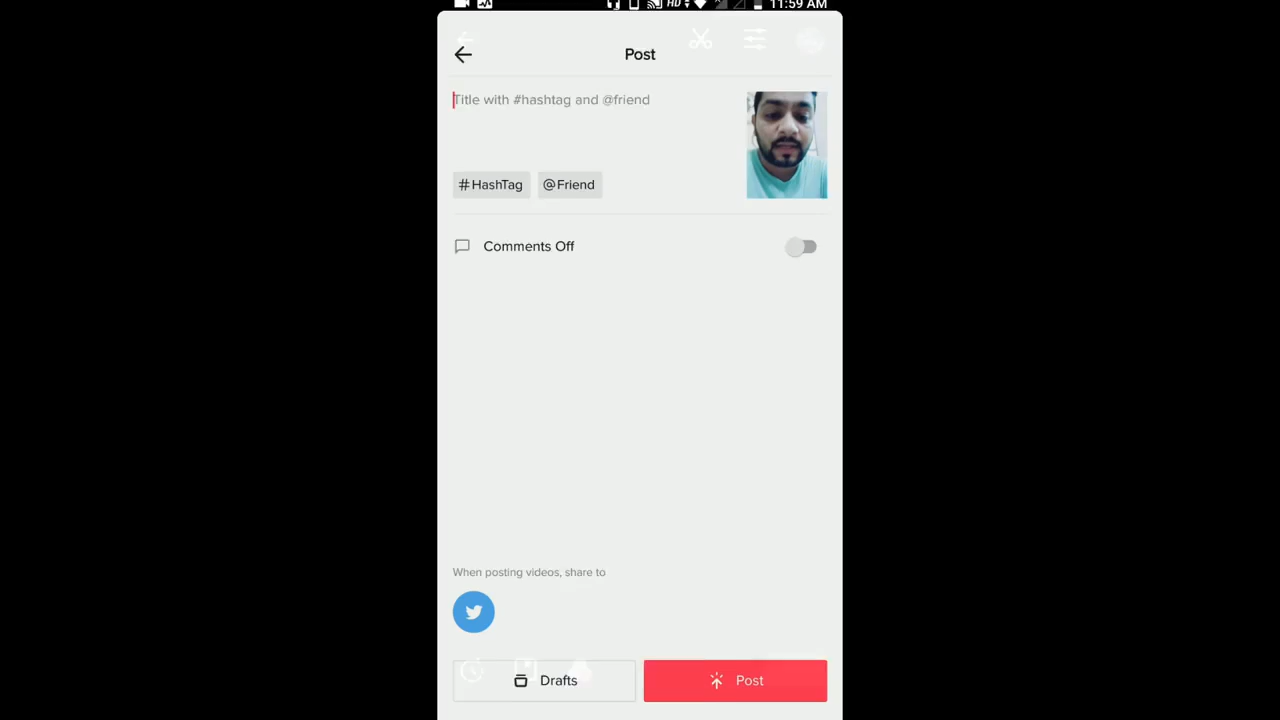 HD 11:59 AM
Post
Title with #hashtag and @friend
#HashTag @Friend
Comments Off
When posting videos, share to
Drafts Post